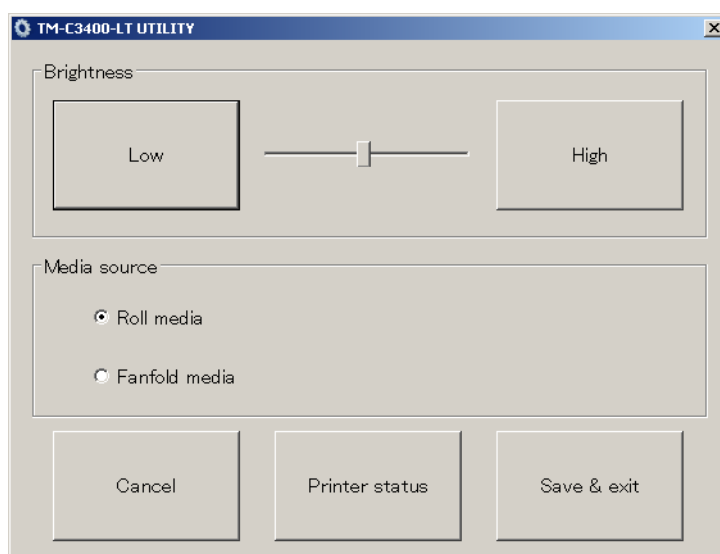 TM-C3400-LT UTILITY
Brightness
Low
High
Media source
Roll media
Fanfold media
Cancel
Printer status
Save & exit